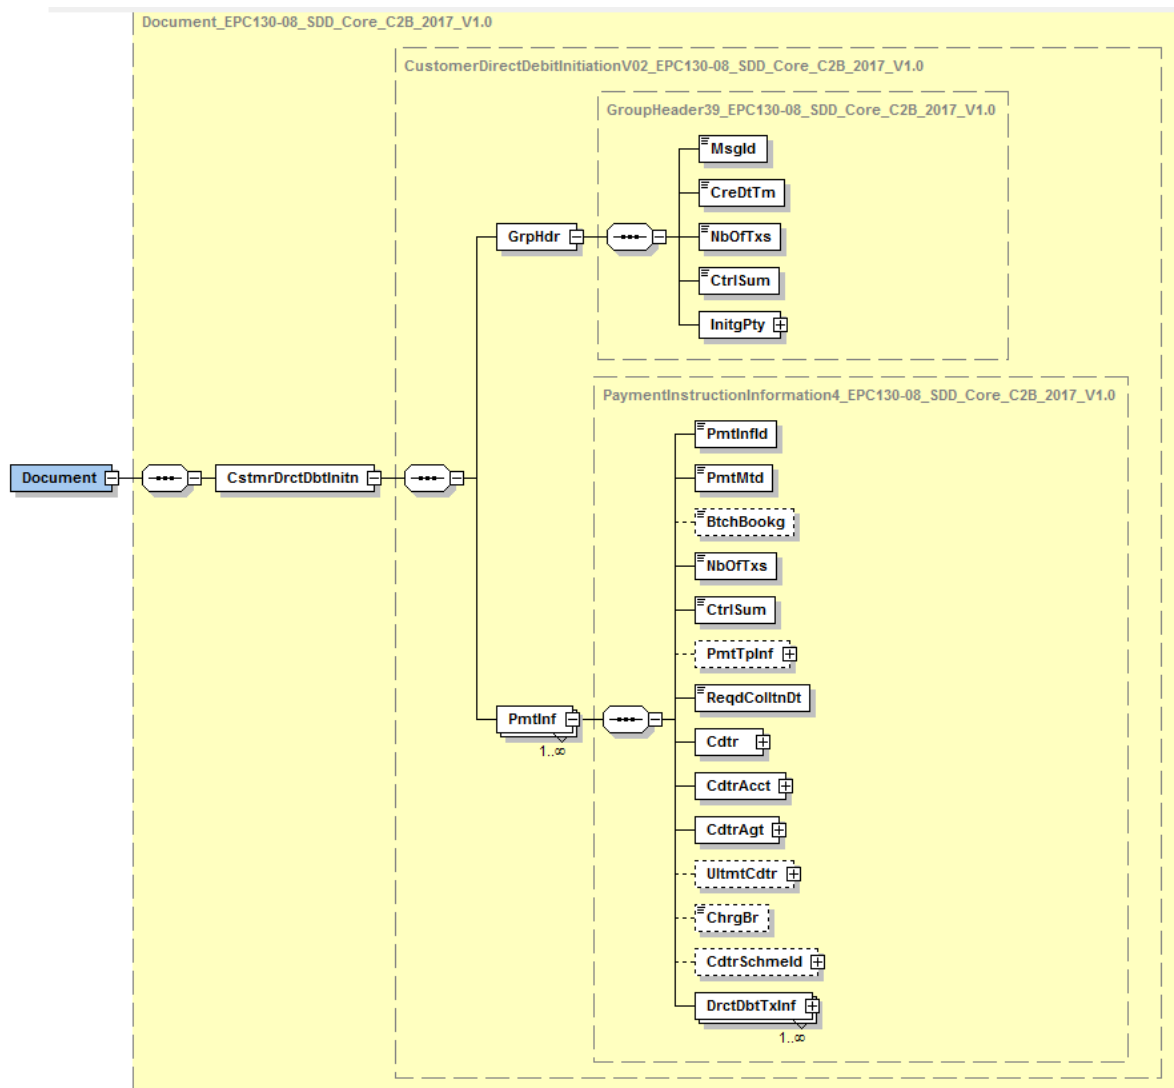 Document_EPC130-08_SDD_Core_C2B_2017_V1.0
CustomerDirectDebitInitiationV02_EPC130-08_SDD_Core_C2B_2017_V1.0
GroupHeader39_EPC130-08_SDD_Core_C2B_2017_V1.0
MsgId
CreDtTm
GrpHdr
NbOfTxs
CtrlSum
InitgPty
PaymentInstructionInformation4_EPC130-08_SDD_Core_C2B_2017_V1.0
PmtInfId
Document
CstmrDrctDbtInitn
PmtMtd
BtchBookg
NbOfTxs
CtrlSum
PmtTpInf
ReqdColltnDt
PmtInf
1..∞
Cdtr
CdtrAcct
CdtrAgt
UltmtCdtr
ChrgBr
CdtrSchmeId
DrctDbtTxInf
1..∞